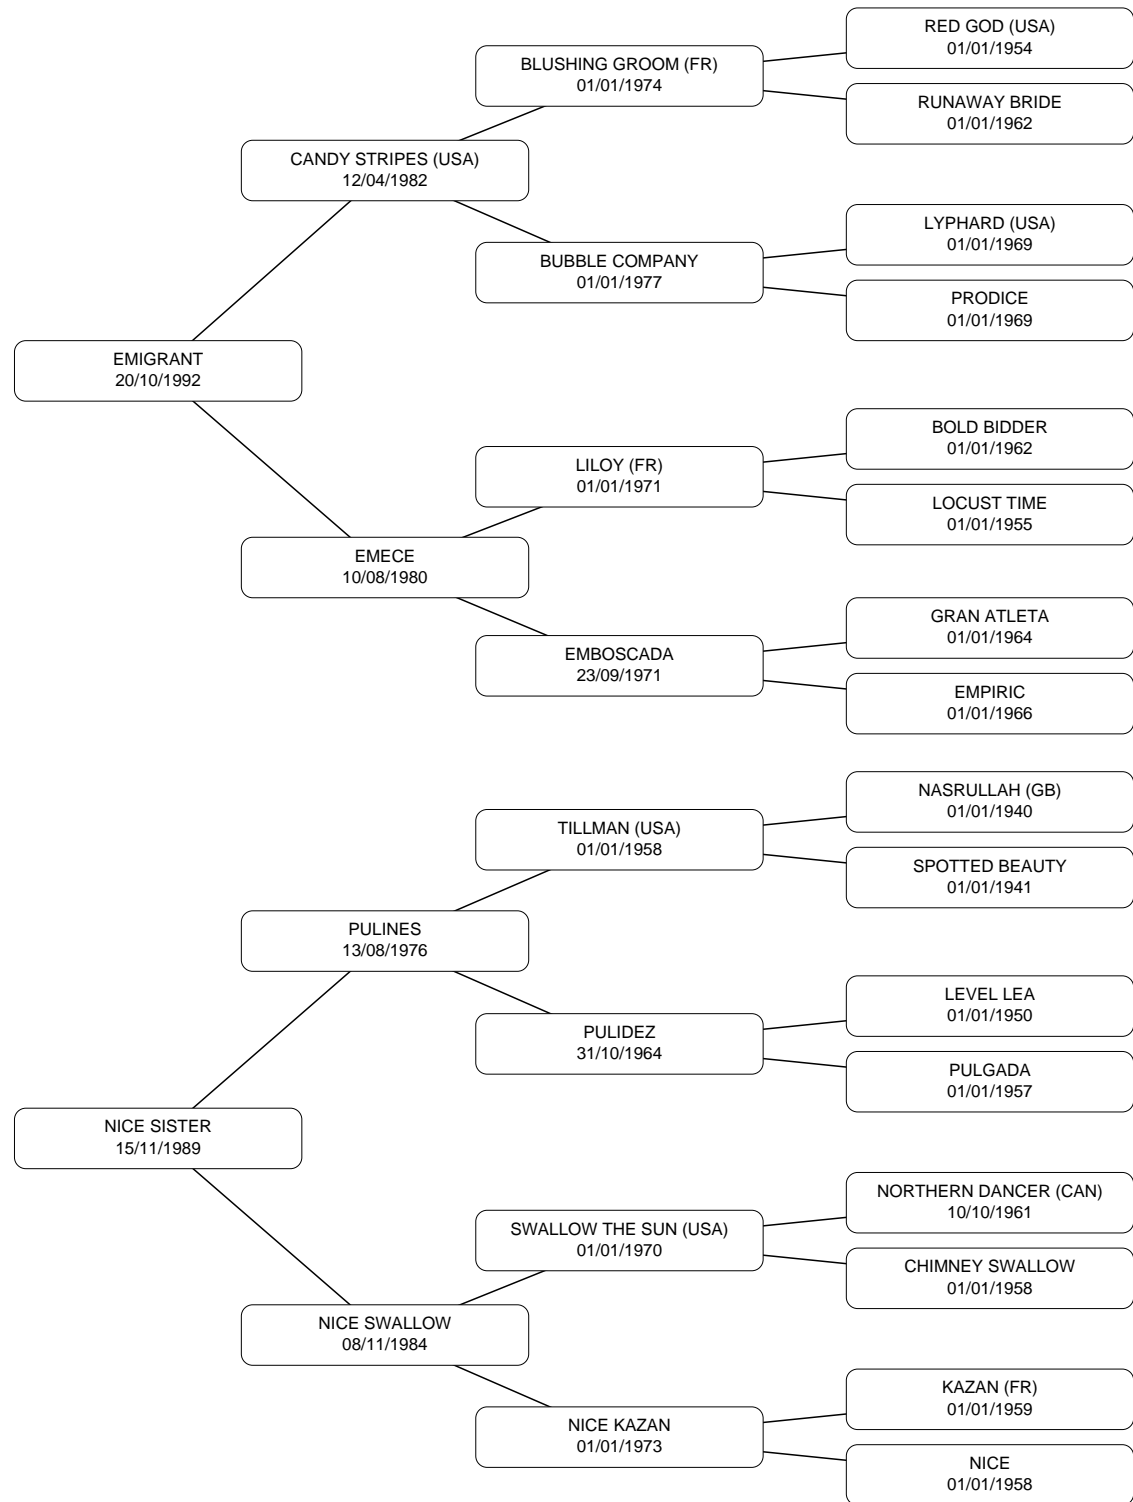 RED GOD (USA)
01/01/1954
BLUSHING GROOM (FR)
01/01/1974
RUNAWAY BRIDE
01/01/1962
CANDY STRIPES (USA)
12/04/1982
LYPHARD (USA)
01/01/1969
BUBBLE COMPANY
01/01/1977
PRODICE
01/01/1969
EMIGRANT
20/10/1992
BOLD BIDDER
01/01/1962
LILOY (FR)
01/01/1971
LOCUST TIME
01/01/1955
EMECE
10/08/1980
GRAN ATLETA
01/01/1964
EMBOSCADA
23/09/1971
EMPIRIC
01/01/1966
NASRULLAH (GB)
01/01/1940
TILLMAN (USA)
01/01/1958
SPOTTED BEAUTY
01/01/1941
PULINES
13/08/1976
LEVEL LEA
01/01/1950
PULIDEZ
31/10/1964
PULGADA
01/01/1957
NICE SISTER
15/11/1989
NORTHERN DANCER (CAN)
10/10/1961
SWALLOW THE SUN (USA)
01/01/1970
CHIMNEY SWALLOW
01/01/1958
NICE SWALLOW
08/11/1984
KAZAN (FR)
01/01/1959
NICE KAZAN
01/01/1973
NICE
01/01/1958